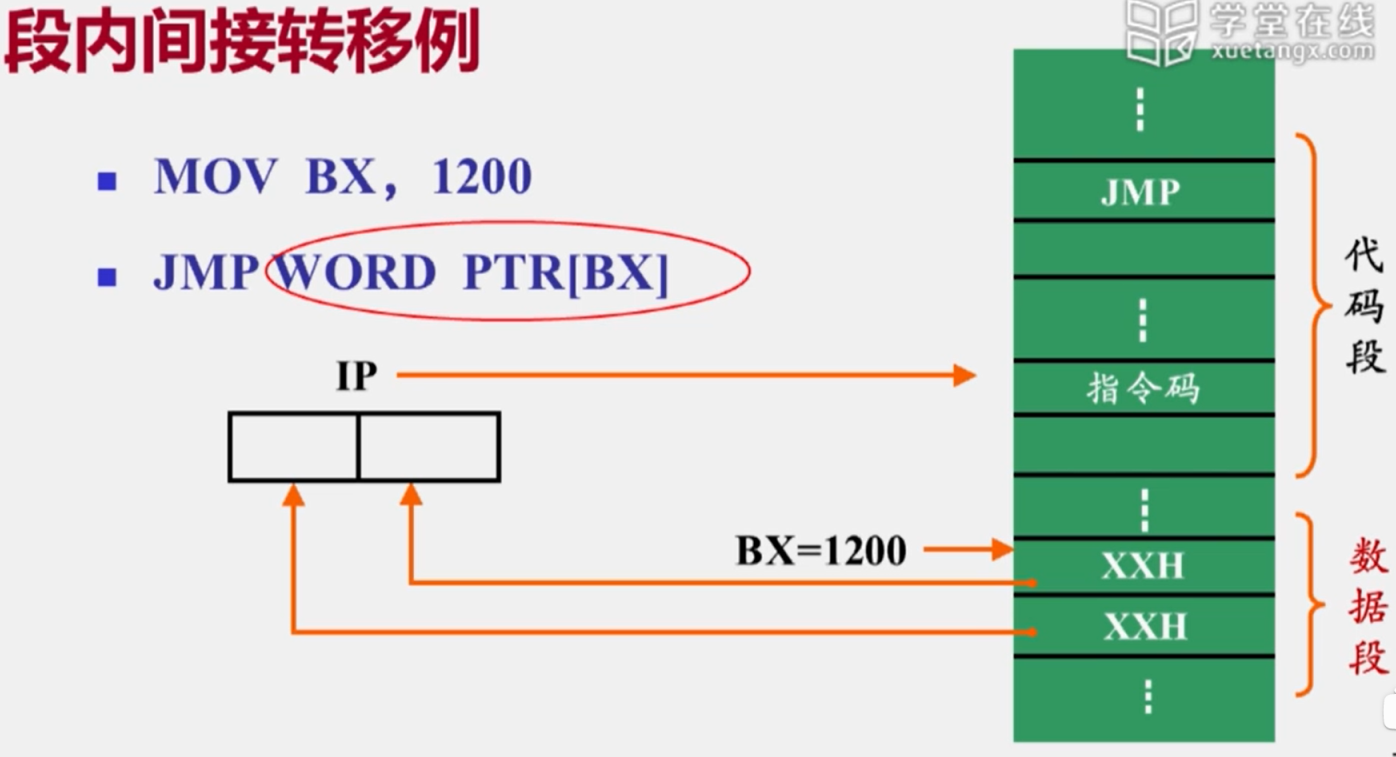 段内间接转移例
学堂在线
xuetangx.com
MOV BX，1200
JMP WORD PTR[BX]
IP
BX=1200
JMP
指令码
XXH
XXH
代码段
数据段